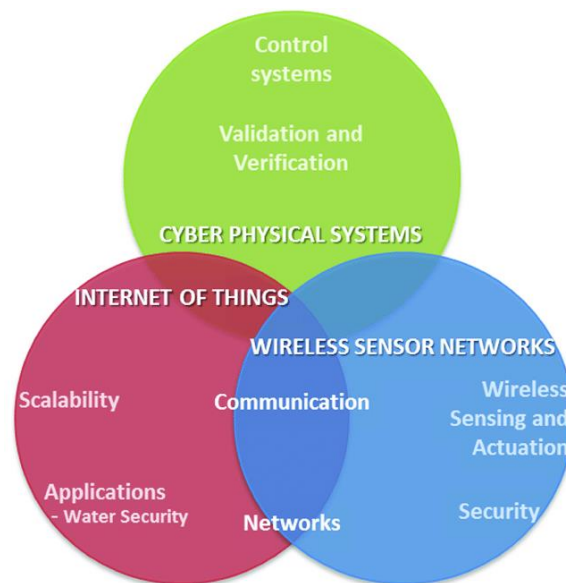 Control
systems
Validation and
Verification
CYBER PHYSICAL SYSTEMS
INTERNET OF THINGS
WIRELESS SENSOR NETWORKS
Scalability
Communication
Wireless
Sensing and
Actuation
Applications
- Water Security
Networks
Security